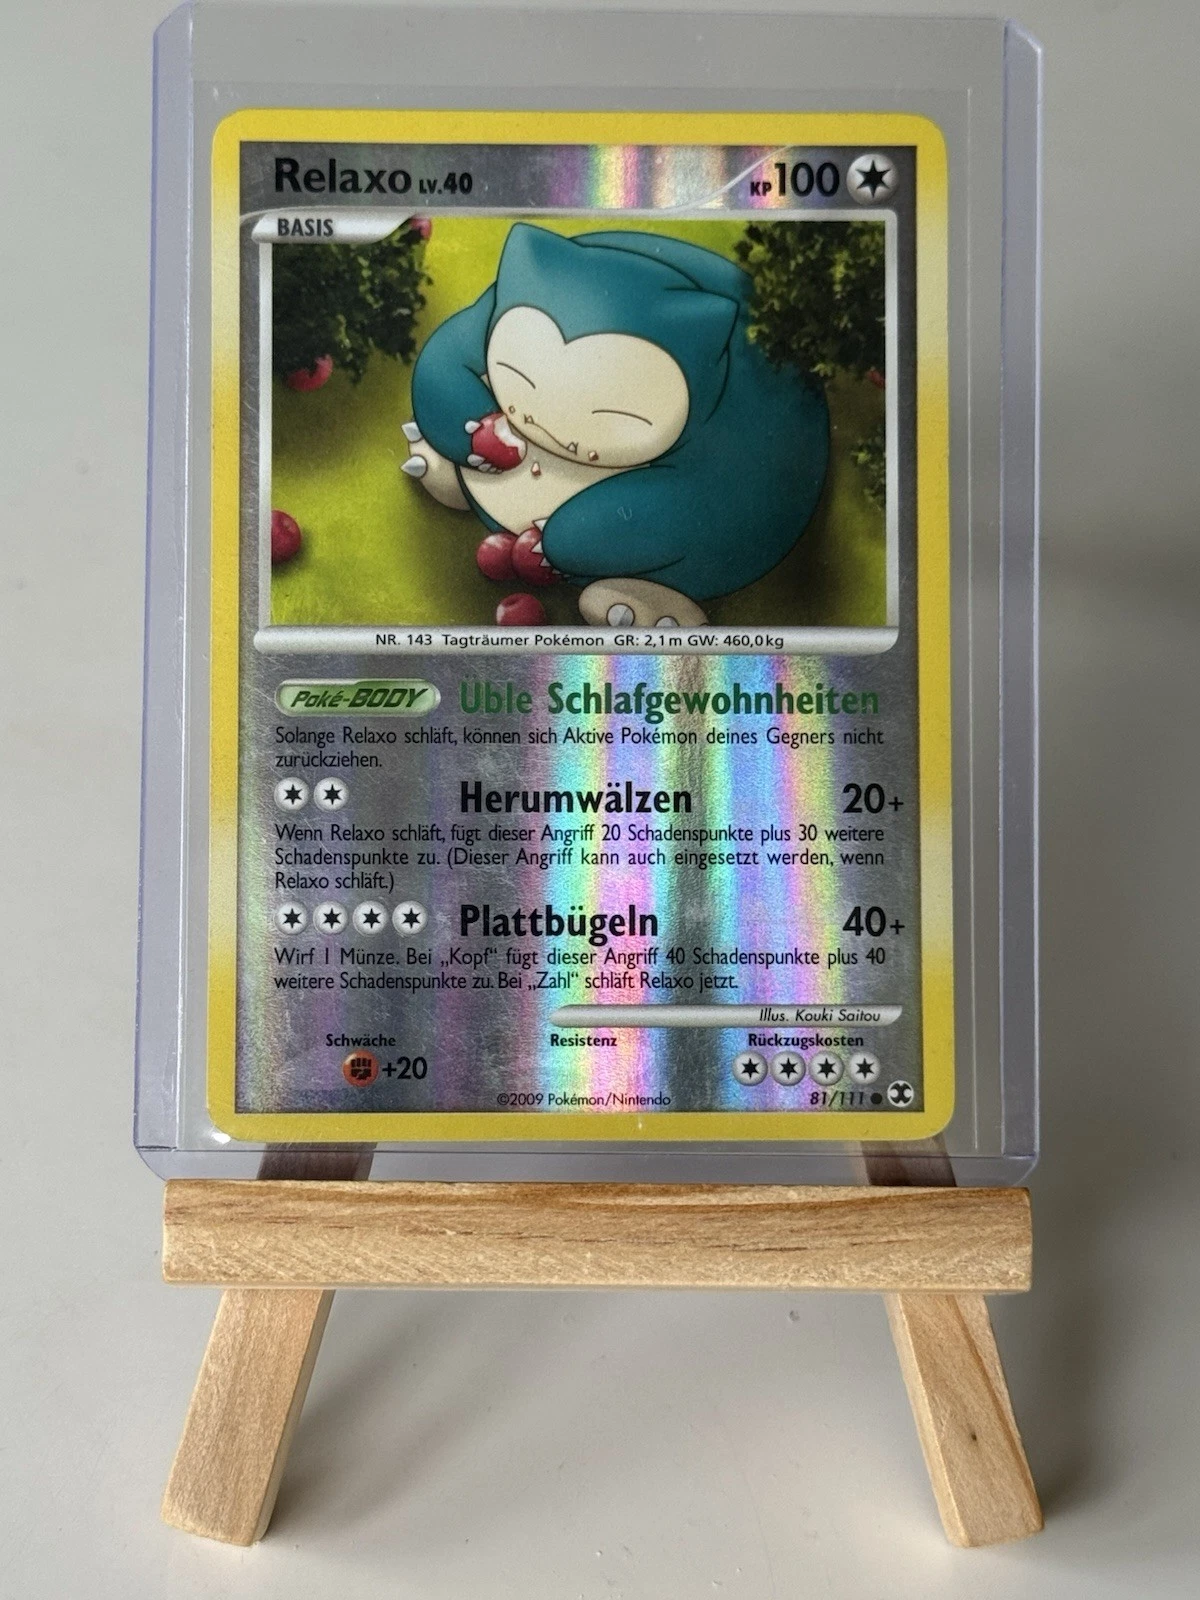 Relaxo LV.40 KP 100
BASIS
NR. 143 Tagträumer Pokémon GR: 2,1m GW: 460,0kg
Poké-BODY Üble Schlafgewohnheiten
Solange Relaxo schläft, können sich Aktive Pokémon deines Gegners nicht
zurückziehen.
Herumwälzen 20+
Wenn Relaxo schläft, fügt dieser Angriff 20 Schadenspunkte plus 30 weitere
Schadenspunkte zu. (Dieser Angriff kann auch eingesetzt werden, wenn
Relaxo schläft.)
Plattbügeln 40+
Wirf 1 Münze. Bei „Kopf“ fügt dieser Angriff 40 Schadenspunkte plus 40
weitere Schadenspunkte zu. Bei „Zahl“ schläft Relaxo jetzt.
Illus. Kouki Saitou
Schwäche Resistenz Rückzugskosten
+20
©2009 Pokémon/Nintendo 81/111